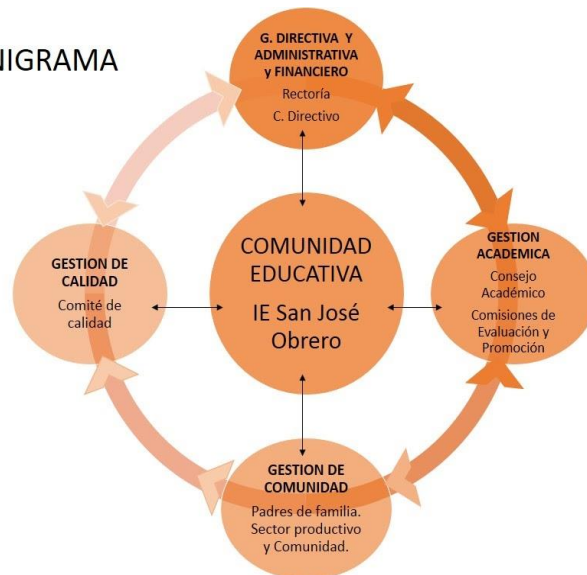 NIGRAMA
G. DIRECTIVA Y
ADMINISTRATIVA
y FINANCIERO
Rectoría
C. Directivo
GESTION DE
CALIDAD
Comité de
calidad
COMUNIDAD
EDUCATIVA
IE San José
Obrero
GESTION
ACADEMICA
Consejo
Académico
Comisiones de
Evaluación y
Promoción
GESTION DE
COMUNIDAD
Padres de familia.
Sector productivo
y Comunidad.